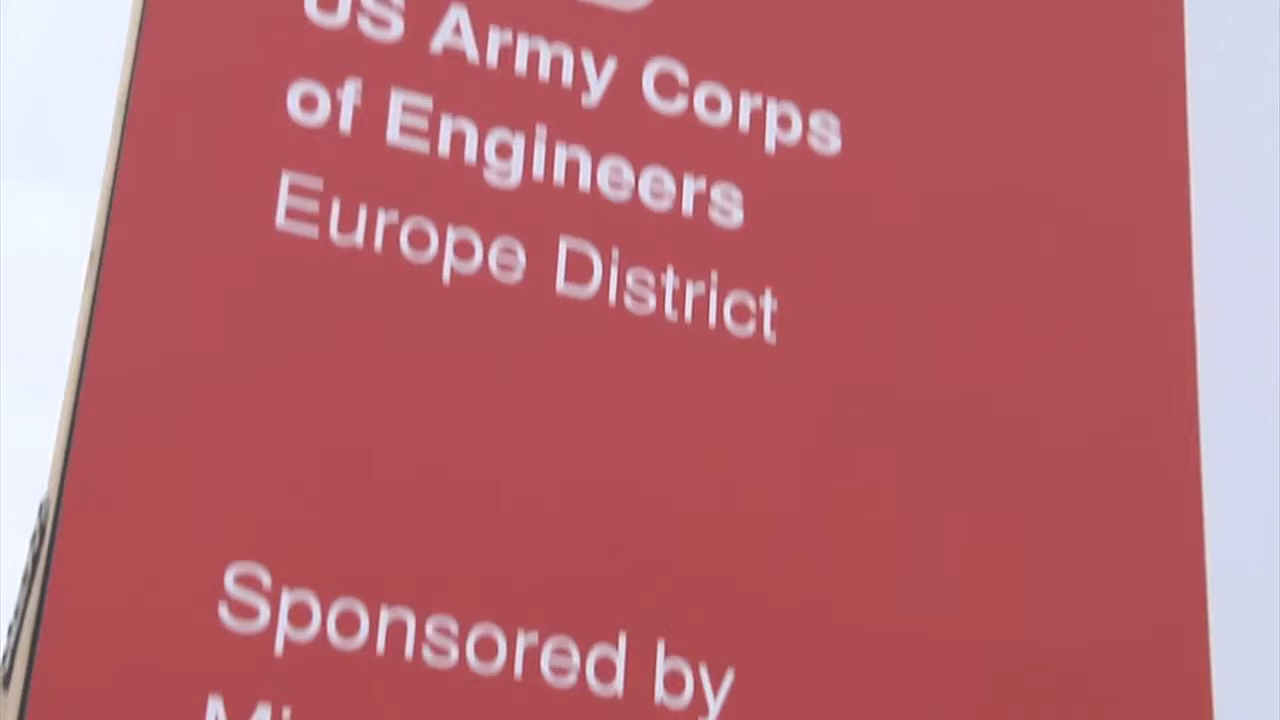 US Army Corps
of Engineers
Europe District
Sponsored by